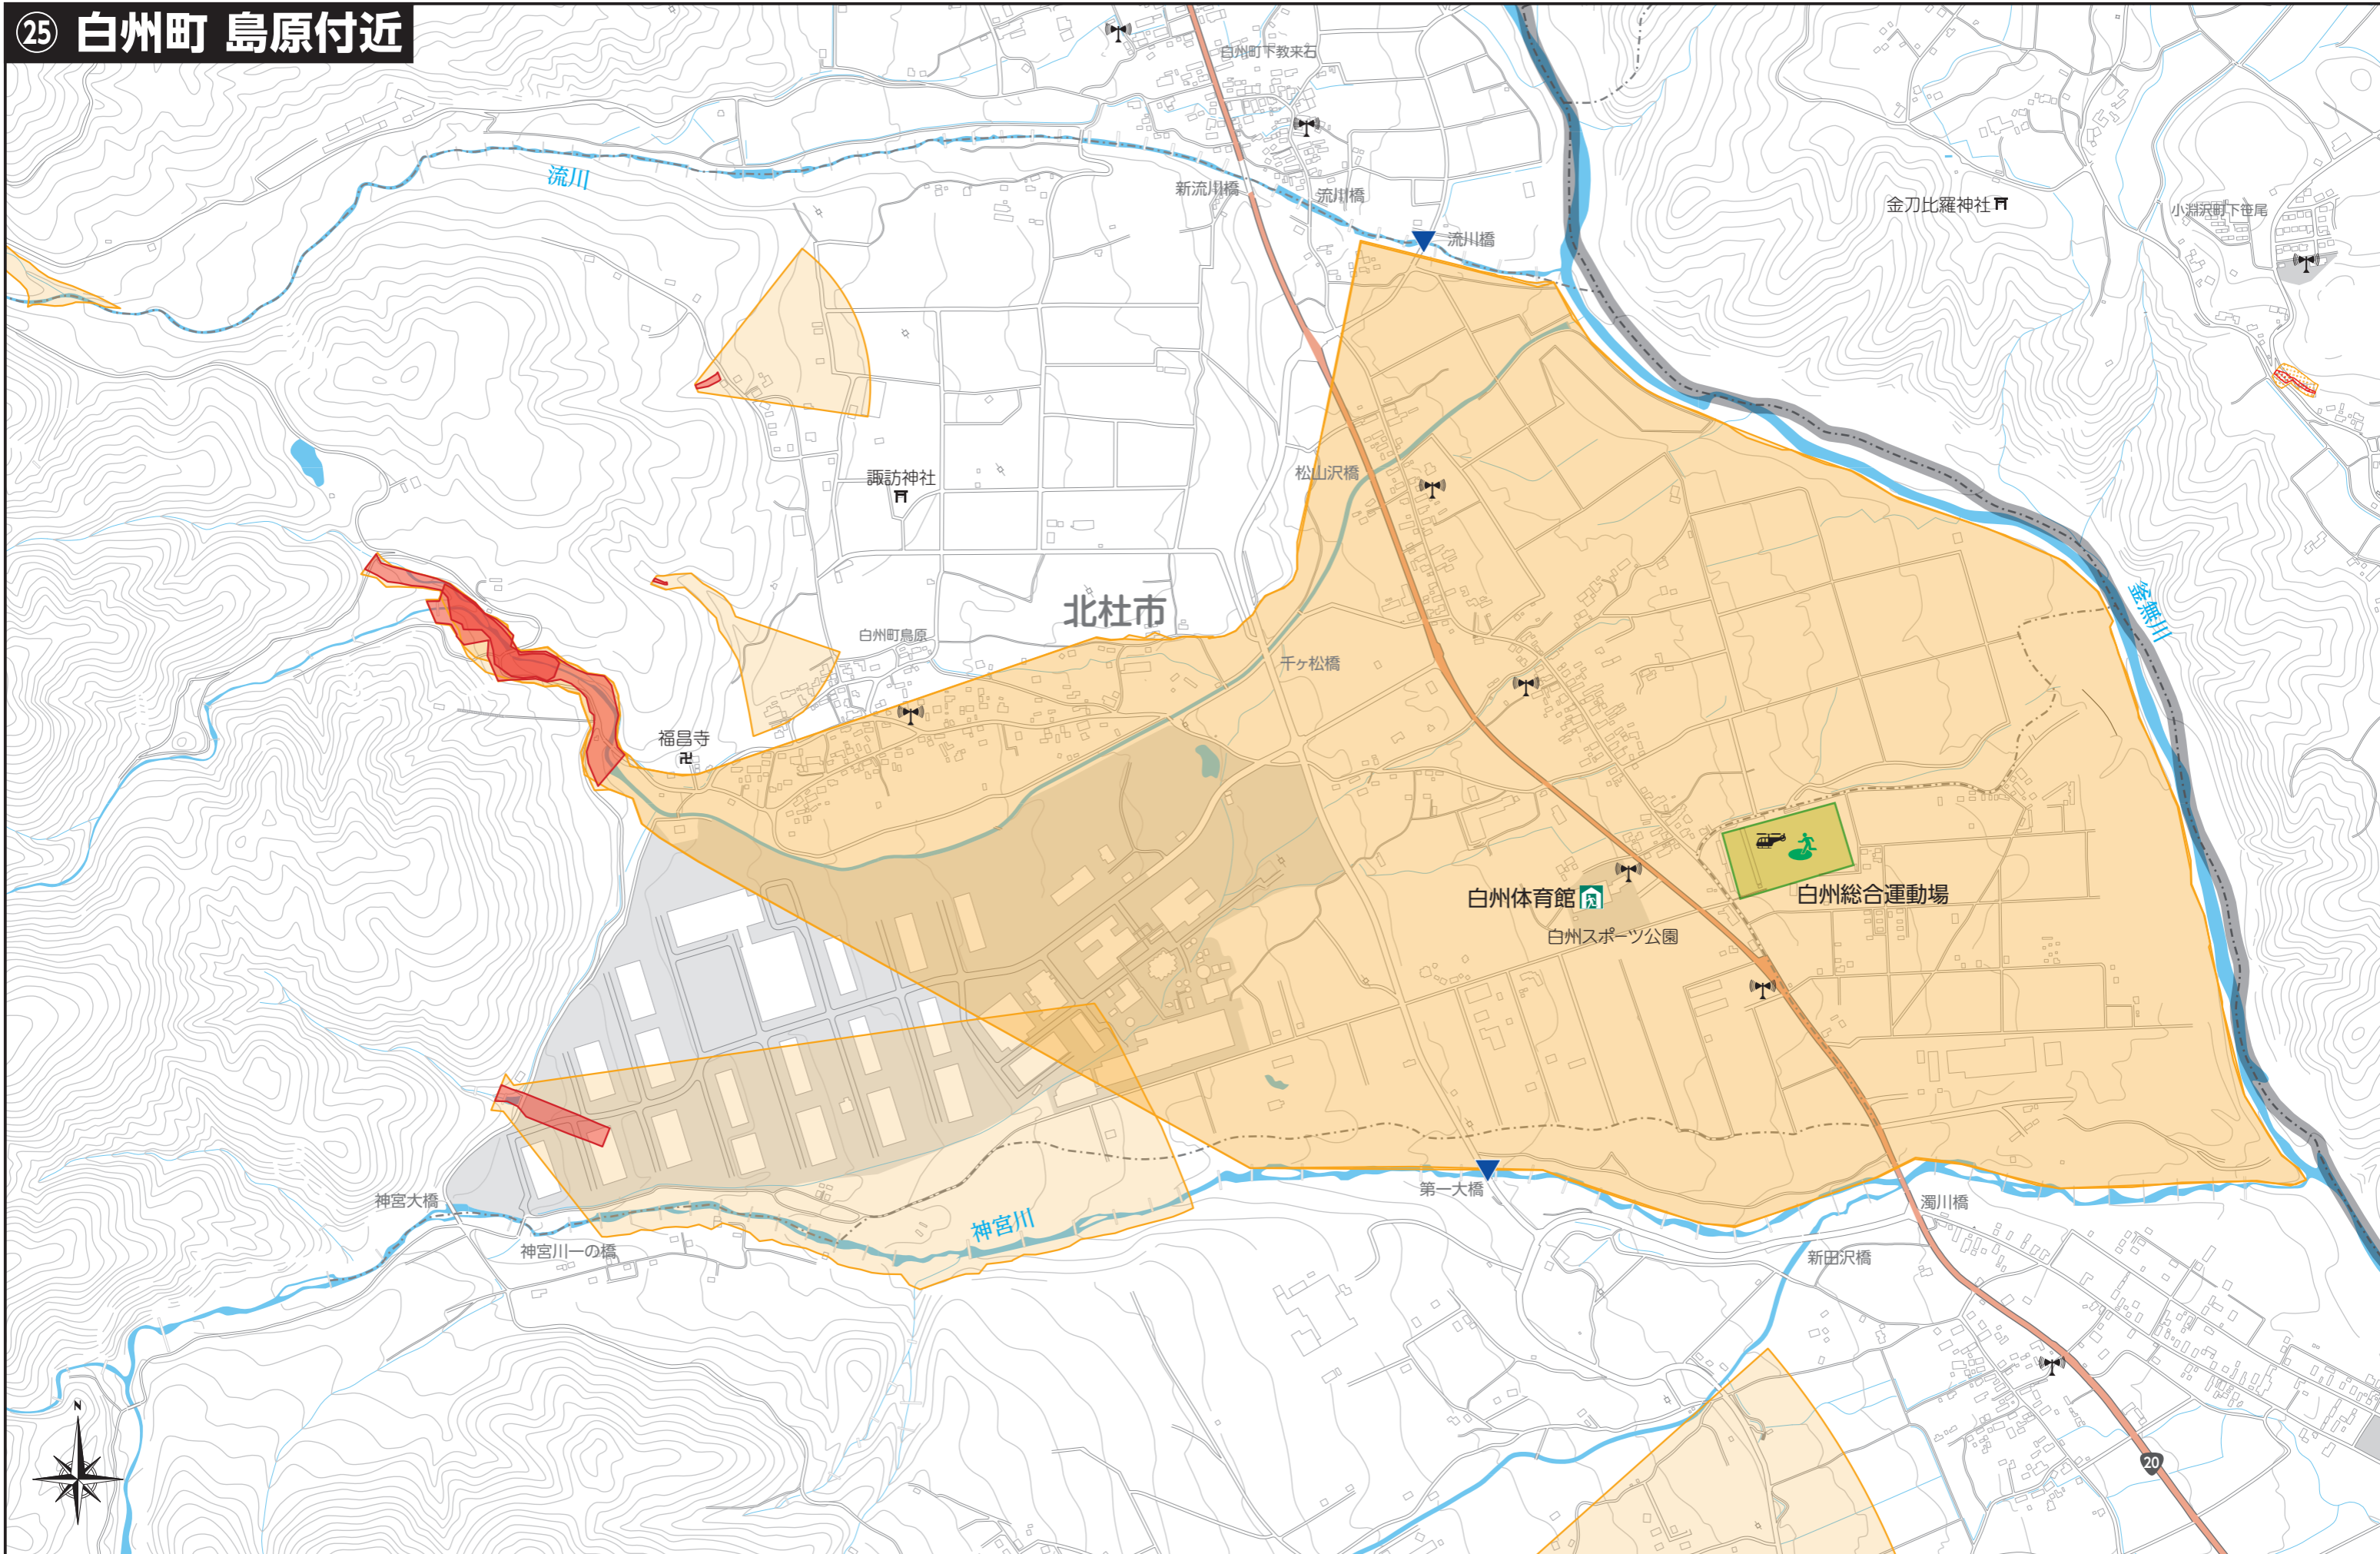 ㉕ 白州町 島原付近
白州町下教来石
流川
新流川橋
流川橋
流川橋
金刀比羅神社
小淵沢町下笹尾
諏訪神社
松山沢橋
北杜市
釜無川
白州町鳥原
千ヶ松橋
福昌寺
白州体育館
白州総合運動場
白州スポーツ公園
神宮大橋
第一大橋
濁川橋
神宮川
神宮川一の橋
新田沢橋
N
20